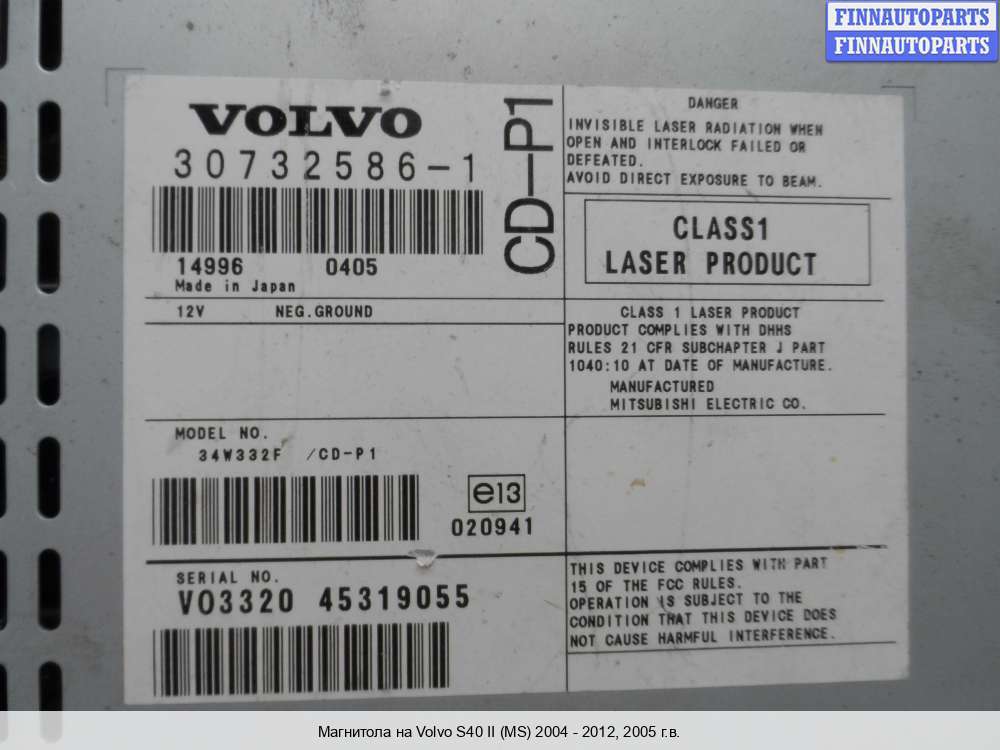 FINNAUTOPARTS
FINNAUTOPARTS
VOLVO
30732586-1
14996 0405
Made in Japan
CD-P1
12V NEG.GROUND
MODEL NO.
34W332F /CD-P1
e13
020941
SERIAL NO.
VO3320 45319055
DANGER
INVISIBLE LASER RADIATION WHEN
OPEN AND INTERLOCK FAILED OR
DEFEATED.
AVOID DIRECT EXPOSURE TO BEAM.
CLASS1
LASER PRODUCT
CLASS 1 LASER PRODUCT
PRODUCT COMPLIES WITH DHHS
RULES 21 CFR SUBCHAPTER J PART
1040:10 AT DATE OF MANUFACTURE.
MANUFACTURED
MITSUBISHI ELECTRIC CO.
THIS DEVICE COMPLIES WITH PART
15 OF THE FCC RULES.
OPERATION IS SUBJECT TO THE
CONDITION THAT THIS DEVICE DOES
NOT CAUSE HARMFUL INTERFERENCE.
Магнитола на Volvo S40 II (MS) 2004 - 2012, 2005 г.в.